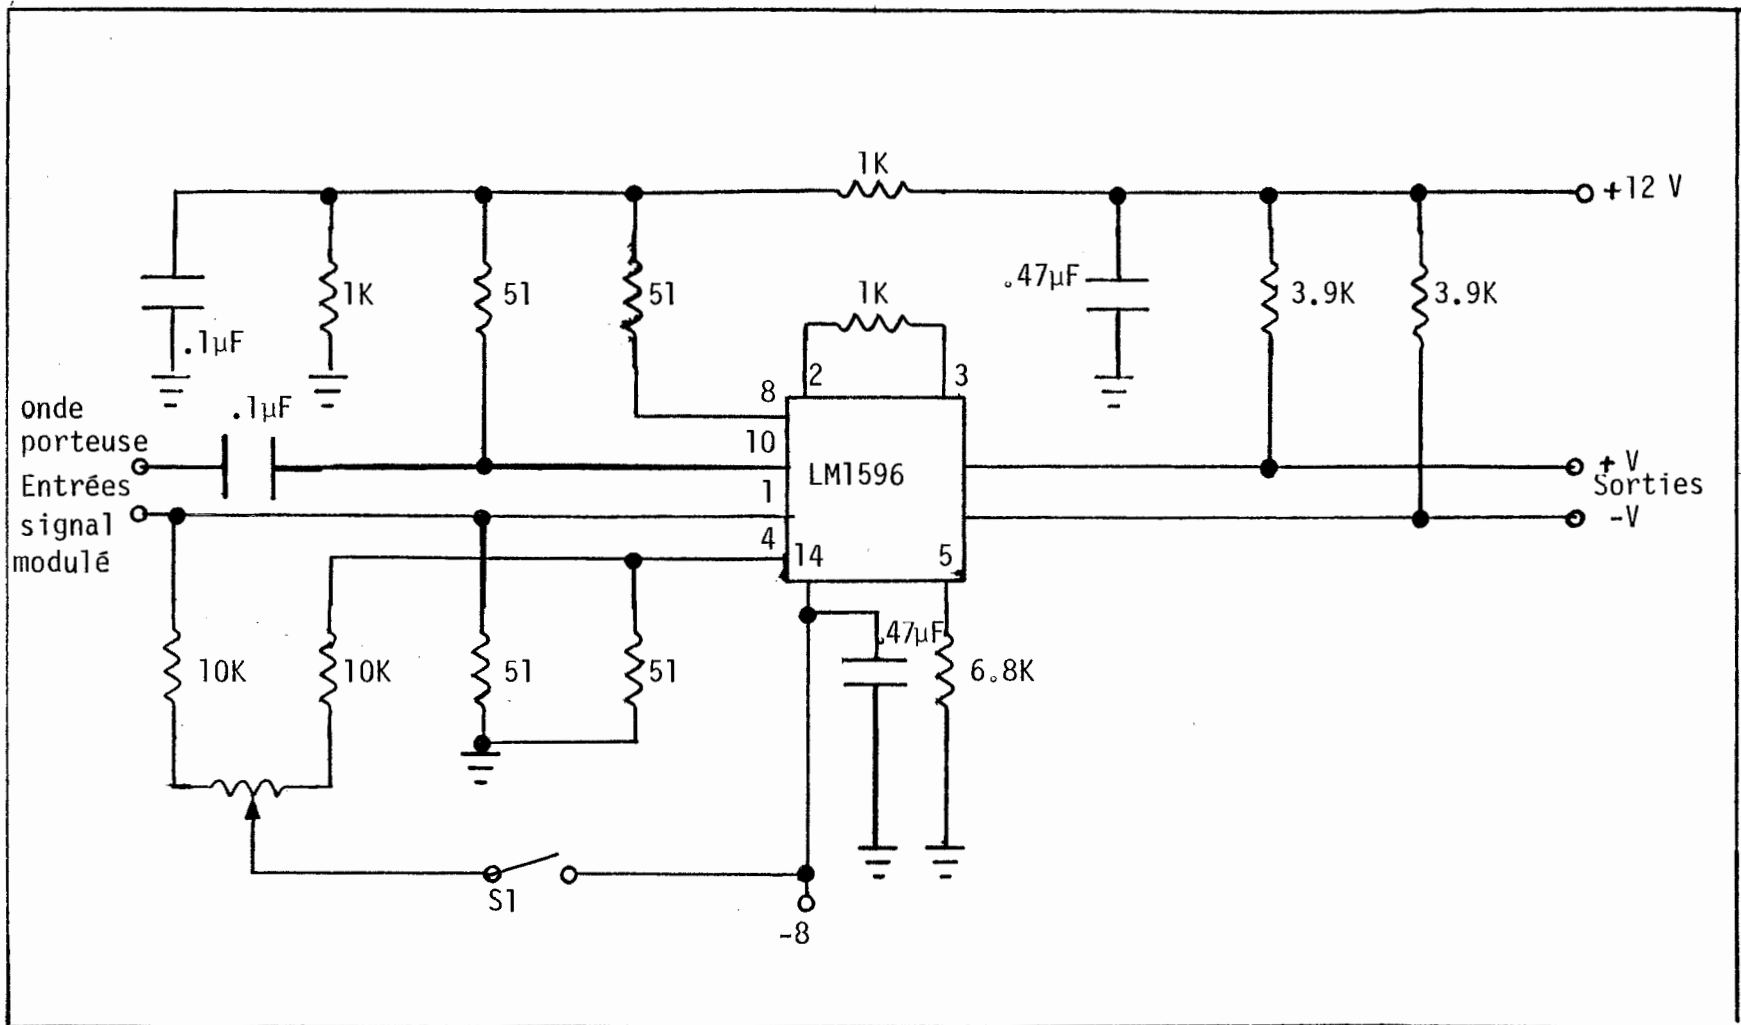 1K
+12 V
1K
51
51
.47µF
1K
3.9K
3.9K
.1µF
2
3
8
onde
porteuse
.1µF
10
LM1596
+ V
Entrées
1
Sorties
signal
modulé
4
14
5
-V
.47µF
10K
10K
51
51
6.8K
S1
-8